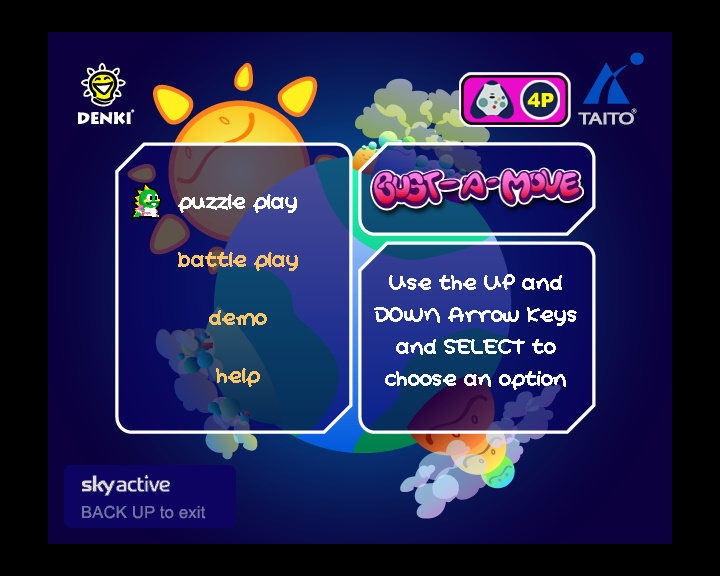 DENKI
4P
TAITO
BUST-A-MOVE
puzzle play
battle play
demo
help
Use the UP and
DOWN Arrow Keys
and SELECT to
choose an option
sky active
BACK UP to exit